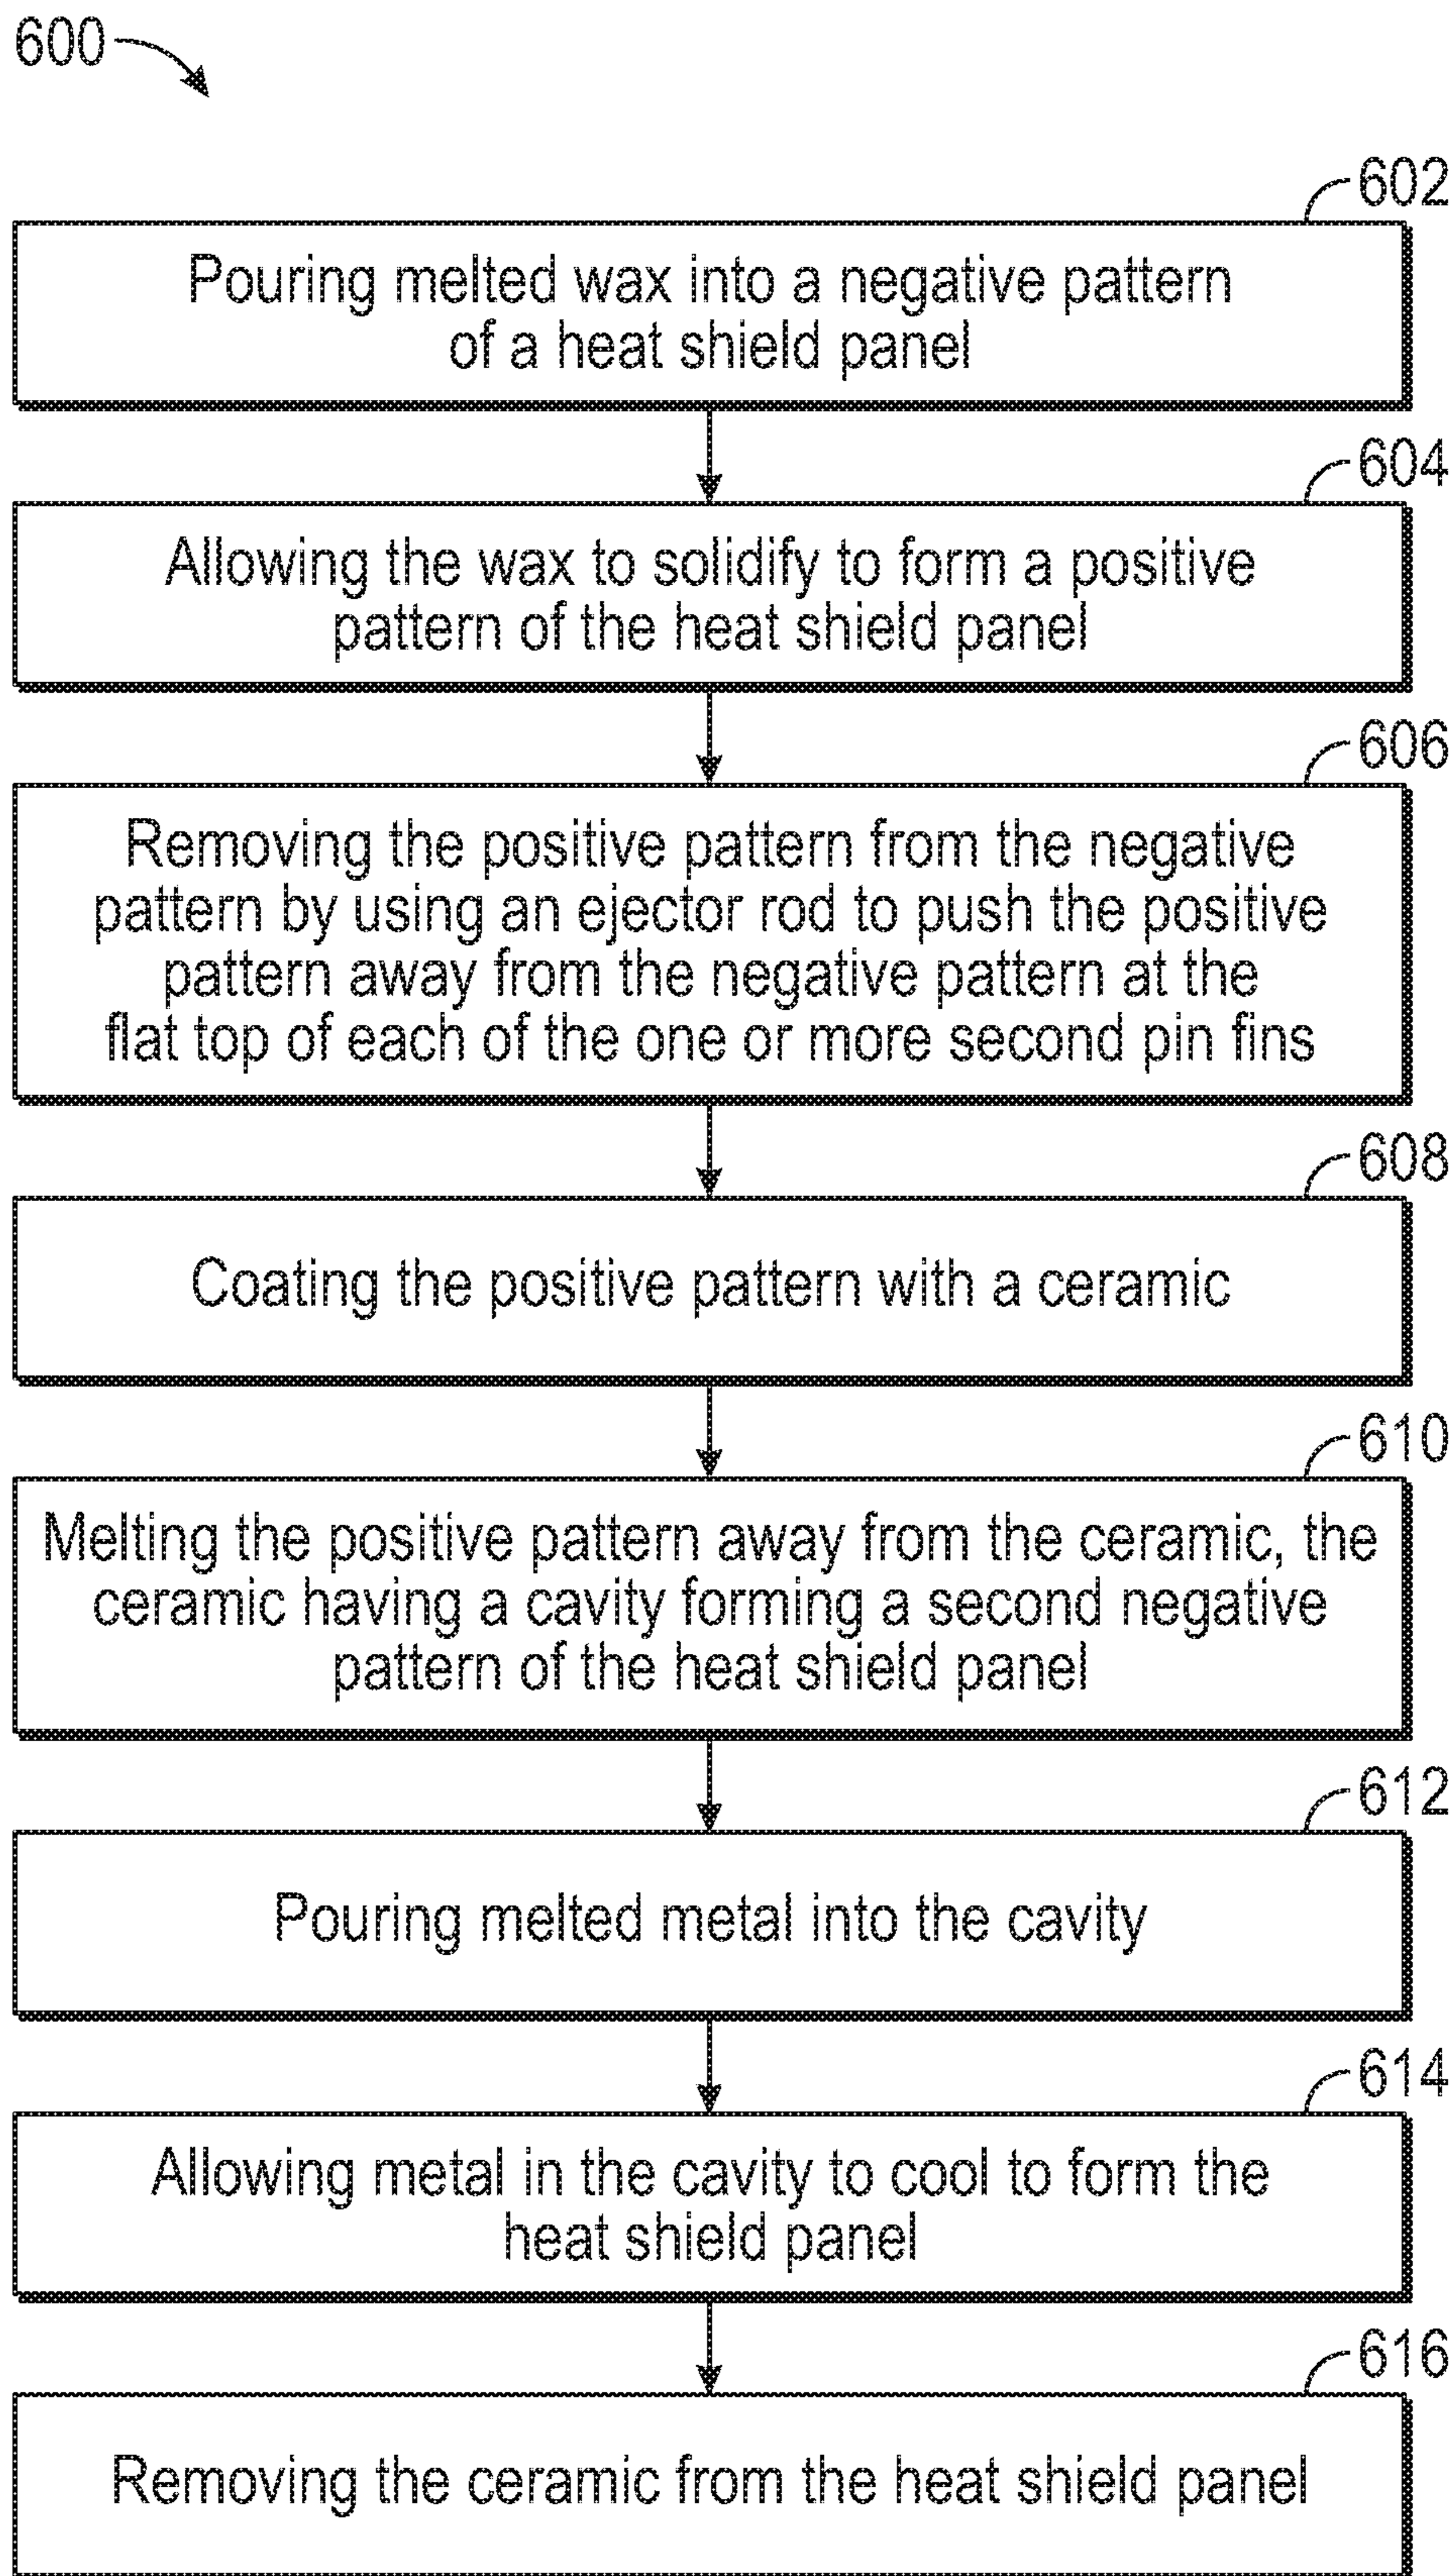 600
602
Pouring melted wax into a negative pattern
of a heat shield panel
604
Allowing the wax to solidify to form a positive
pattern of the heat shield panel
606
Removing the positive pattern from the negative
pattern by using an ejector rod to push the positive
pattern away from the negative pattern at the
flat top of each of the one or more second pin fins
608
Coating the positive pattern with a ceramic
610
Melting the positive pattern away from the ceramic, the
ceramic having a cavity forming a second negative
pattern of the heat shield panel
612
Pouring melted metal into the cavity
614
Allowing metal in the cavity to cool to form the
heat shield panel
616
Removing the ceramic from the heat shield panel